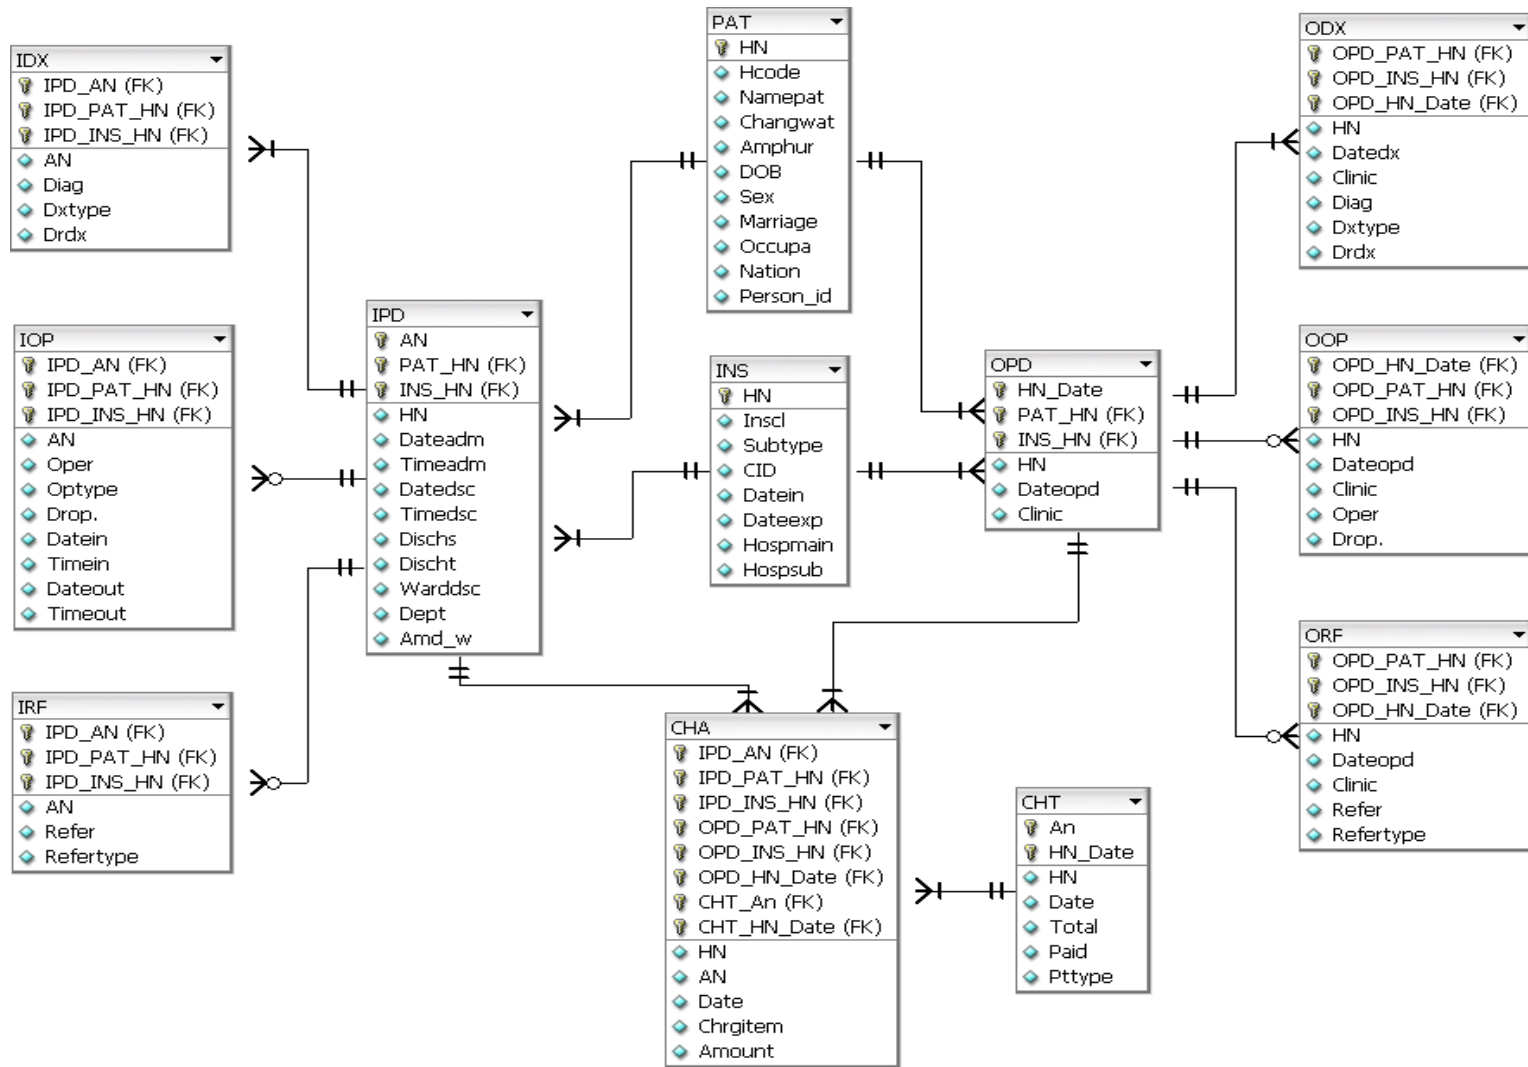 IDX
IPD_AN (FK)
IPD_PAT_HN (FK)
IPD_INS_HN (FK)
AN
Diag
Dxtype
Drdx
IOP
IPD_AN (FK)
IPD_PAT_HN (FK)
IPD_INS_HN (FK)
AN
Oper
Optype
Drop.
Datein
Timein
Dateout
Timeout
IRF
IPD_AN (FK)
IPD_PAT_HN (FK)
IPD_INS_HN (FK)
AN
Refer
Refertype
IPD
AN
PAT_HN (FK)
INS_HN (FK)
HN
Dateadm
Timeadm
Datedsc
Timedsc
Dischs
Discht
Warddsc
Dept
Amd_w
PAT
HN
Hcode
Namepat
Changwat
Amphur
DOB
Sex
Marriage
Occupa
Nation
Person_id
INS
HN
Inscl
Subtype
CID
Datein
Dateexp
Hospmain
Hospsub
CHA
IPD_AN (FK)
IPD_PAT_HN (FK)
IPD_INS_HN (FK)
OPD_PAT_HN (FK)
OPD_INS_HN (FK)
OPD_HN_Date (FK)
CHT_An (FK)
CHT_HN_Date (FK)
HN
AN
Date
Chrgitem
Amount
OPD
HN_Date
PAT_HN (FK)
INS_HN (FK)
HN
Dateopd
Clinic
CHT
An
HN_Date
HN
Date
Total
Paid
Pttype
ODX
OPD_PAT_HN (FK)
OPD_INS_HN (FK)
OPD_HN_Date (FK)
HN
Datedx
Clinic
Diag
Dxtype
Drdx
OOP
OPD_HN_Date (FK)
OPD_PAT_HN (FK)
OPD_INS_HN (FK)
HN
Dateopd
Clinic
Oper
Drop.
ORF
OPD_PAT_HN (FK)
OPD_INS_HN (FK)
OPD_HN_Date (FK)
HN
Dateopd
Clinic
Refer
Refertype